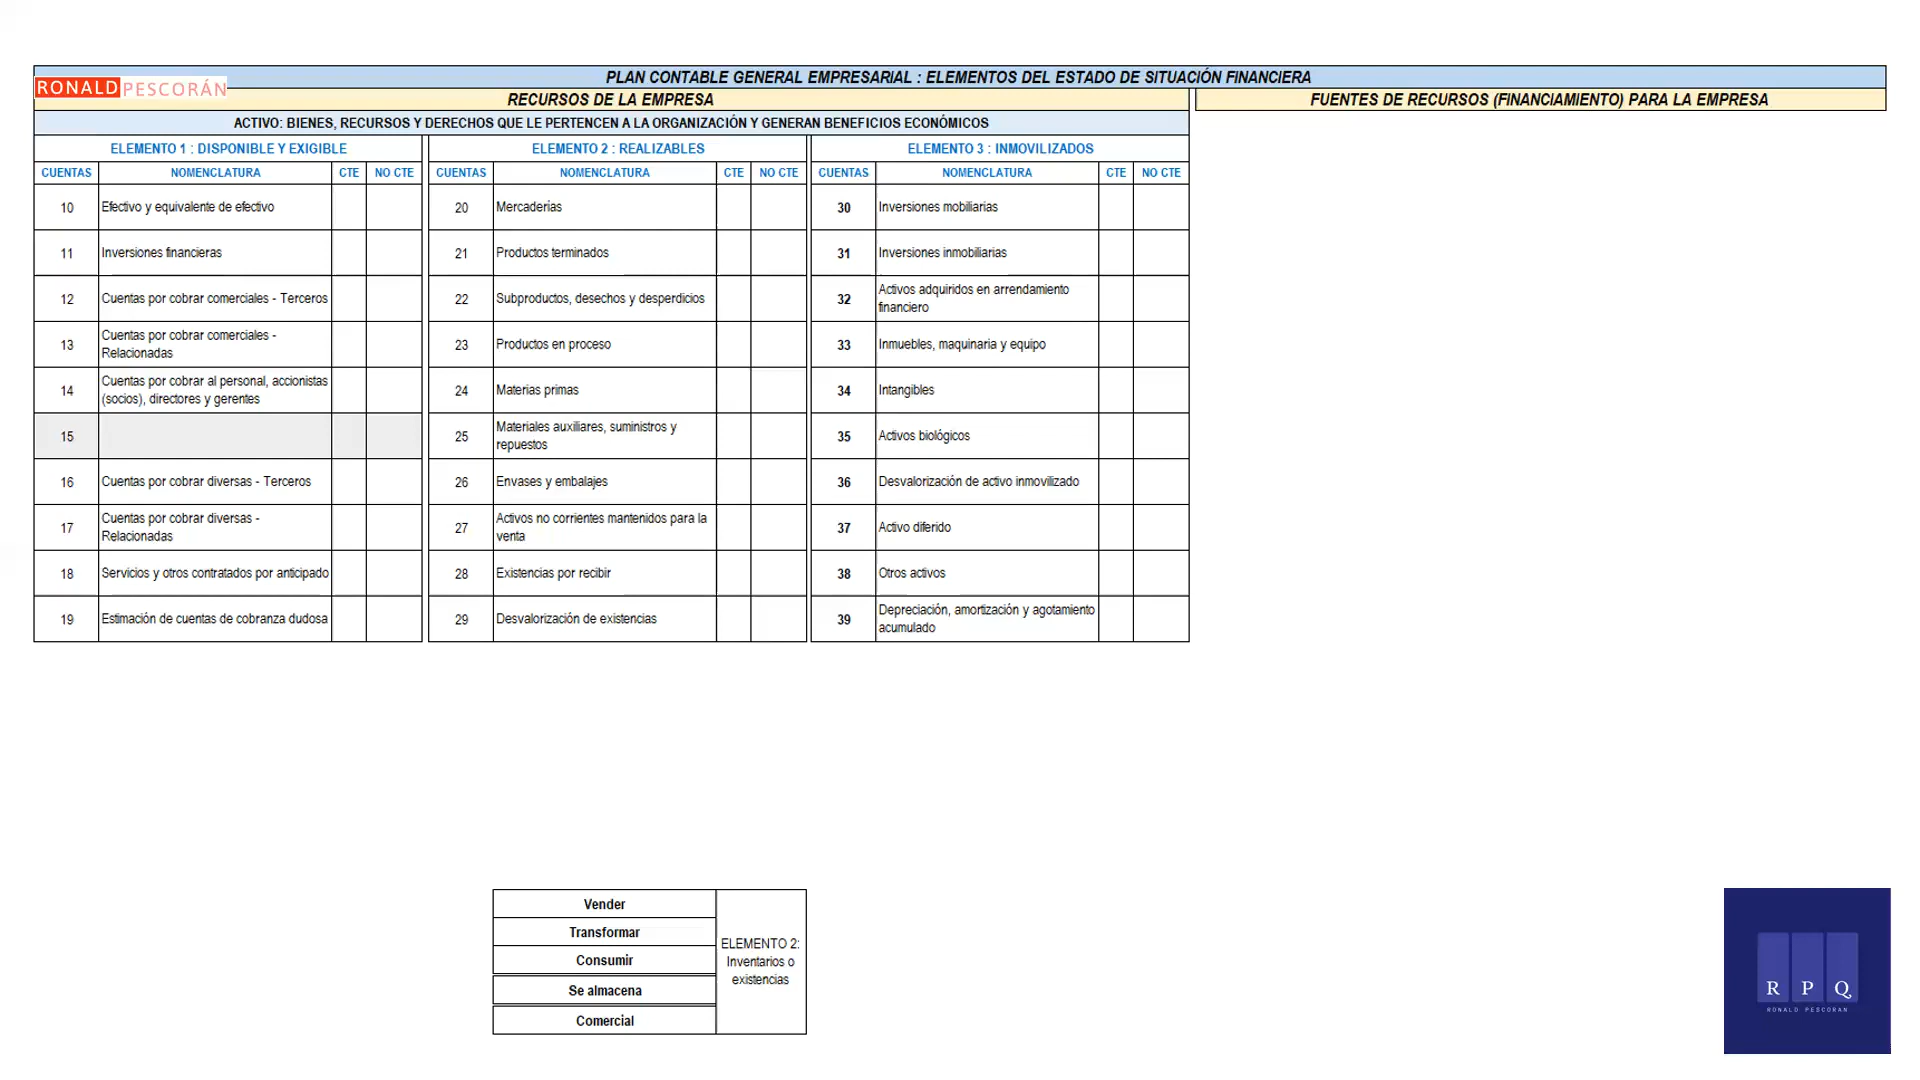 PLAN CONTABLE GENERAL EMPRESARIAL : ELEMENTOS DEL ESTADO DE SITUACIÓN FINANCIERA
RONALD PESCORÁN
RECURSOS DE LA EMPRESA
FUENTES DE RECURSOS (FINANCIAMIENTO) PARA LA EMPRESA
ACTIVO: BIENES, RECURSOS Y DERECHOS QUE LE PERTENCEN A LA ORGANIZACIÓN Y GENERAN BENEFICIOS ECONÓMICOS
ELEMENTO 1 : DISPONIBLE Y EXIGIBLE
CUENTAS NOMENCLATURA CTE NO CTE
10 Efectivo y equivalente de efectivo
11 Inversiones financieras
12 Cuentas por cobrar comerciales - Terceros
13 Cuentas por cobrar comerciales -
Relacionadas
14 Cuentas por cobrar al personal, accionistas
(socios), directores y gerentes
15
16 Cuentas por cobrar diversas - Terceros
17 Cuentas por cobrar diversas -
Relacionadas
18 Servicios y otros contratados por anticipado
19 Estimación de cuentas de cobranza dudosa
ELEMENTO 2 : REALIZABLES
CUENTAS NOMENCLATURA CTE NO CTE
20 Mercaderías
21 Productos terminados
22 Subproductos, desechos y desperdicios
23 Productos en proceso
24 Materias primas
25 Materiales auxiliares, suministros y
repuestos
26 Envases y embalajes
27 Activos no corrientes mantenidos para la
venta
28 Existencias por recibir
29 Desvalorización de existencias
ELEMENTO 3 : INMOVILIZADOS
CUENTAS NOMENCLATURA CTE NO CTE
30 Inversiones mobiliarias
31 Inversiones inmobiliarias
32 Activos adquiridos en arrendamiento
financiero
33 Inmuebles, maquinaria y equipo
34 Intangibles
35 Activos biológicos
36 Desvalorización de activo inmovilizado
37 Activo diferido
38 Otros activos
39 Depreciación, amortización y agotamiento
acumulado
Vender
Transformar
Consumir
Se almacena
Comercial
ELEMENTO 2:
Inventarios o
existencias
R P Q
RONALD PESCORAN